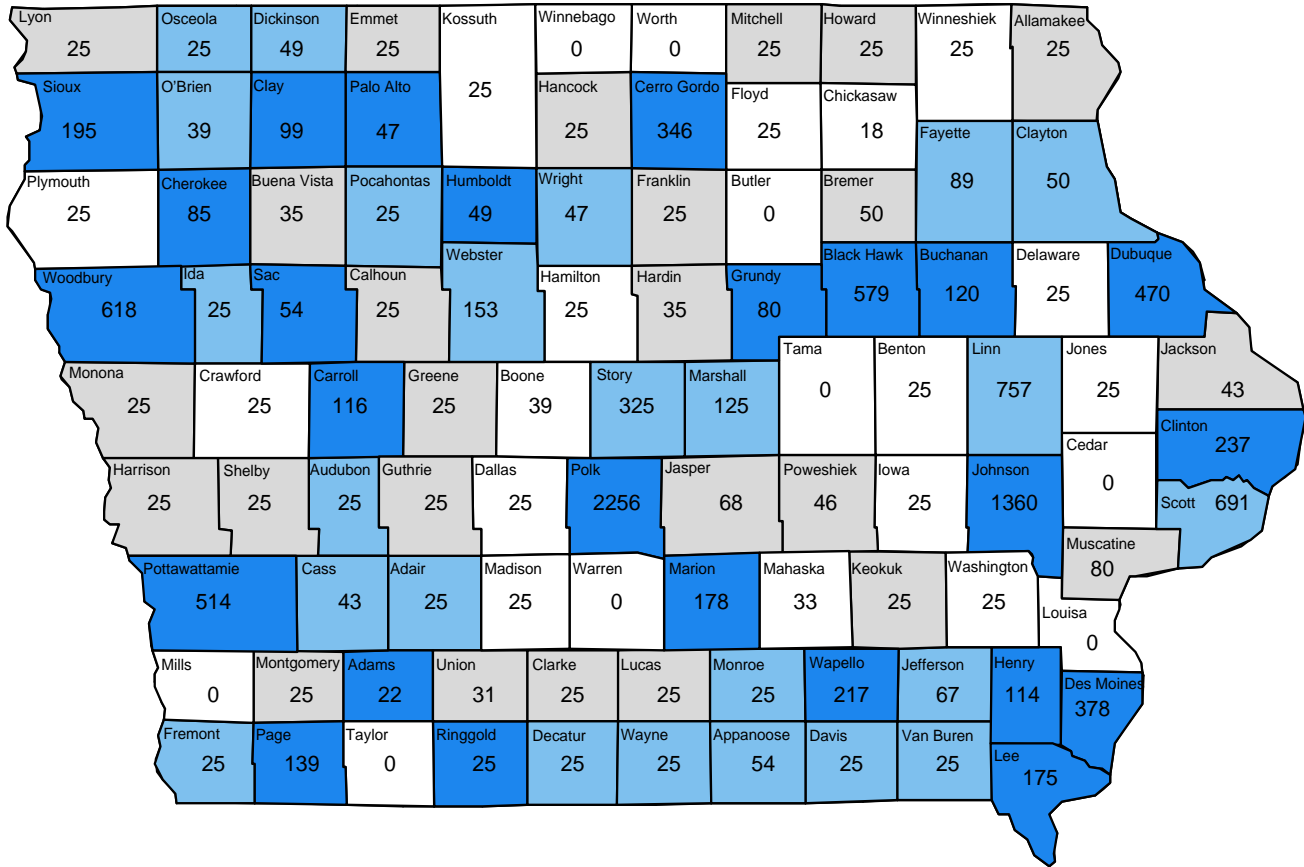 Lyon Osceola Dickinson Emmet Kossuth Winnebago Worth Mitchell Howard Winneshiek Allamakee
25 25 49 25 25 0 0 25 25 25 25
Sioux O'Brien Clay Palo Alto Hancock Cerro Gordo Floyd Chickasaw
195 39 99 47 25 346 25 18
Fayette Clayton
89 50
Plymouth Cherokee Buena Vista Pocahontas Humboldt Wright Franklin Butler Bremer
25 85 35 25 49 47 25 0 50
Woodbury Ida Sac Calhoun Webster Hamilton Hardin Grundy Black Hawk Buchanan Delaware Dubuque
618 25 54 25 153 25 35 80 579 120 25 470
Monona Crawford Carroll Greene Boone Story Marshall Tama Benton Linn Jones Jackson
25 25 116 25 39 325 125 0 25 757 25 43
Clinton
237
Cedar
0
Harrison Shelby Audubon Guthrie Dallas Polk Jasper Poweshiek Iowa Johnson
25 25 25 25 25 2256 68 46 25 1360
Scott 691
Muscatine
80
Pottawattamie Cass Adair Madison Warren Marion Mahaska Keokuk Washington
514 43 25 25 0 178 33 25 25
Louisa
0
Mills Montgomery Adams Union Clarke Lucas Monroe Wapello Jefferson Henry Des Moines
0 25 22 31 25 25 25 217 67 114 378
Fremont Page Taylor Ringgold Decatur Wayne Appanoose Davis Van Buren Lee
25 139 0 25 25 25 54 25 25 175